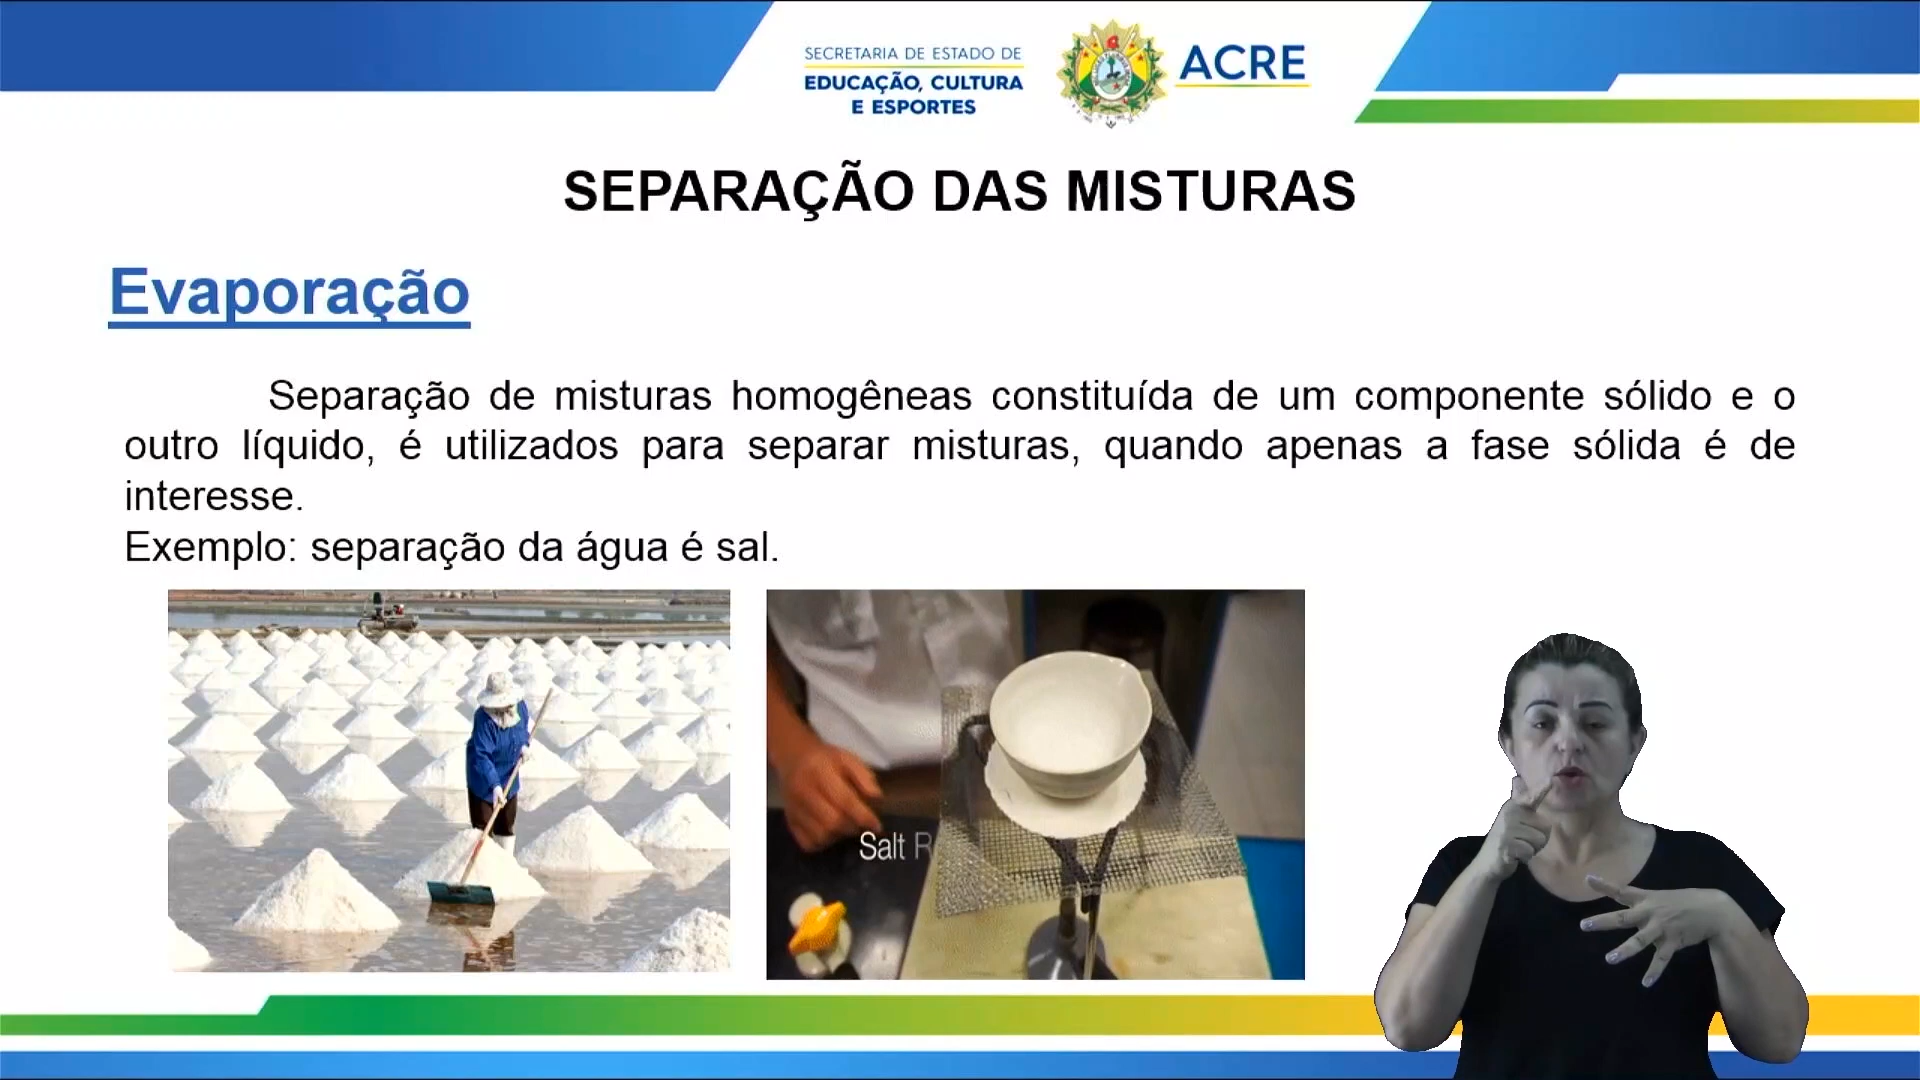 SECRETARIA DE ESTADO DE
EDUCAÇÃO, CULTURA
E ESPORTES
ACRE
SEPARAÇÃO DAS MISTURAS
Evaporação
Separação de misturas homogêneas constituída de um componente sólido e o
outro líquido, é utilizados para separar misturas, quando apenas a fase sólida é de
interesse.
Exemplo: separação da água é sal.
Salt R